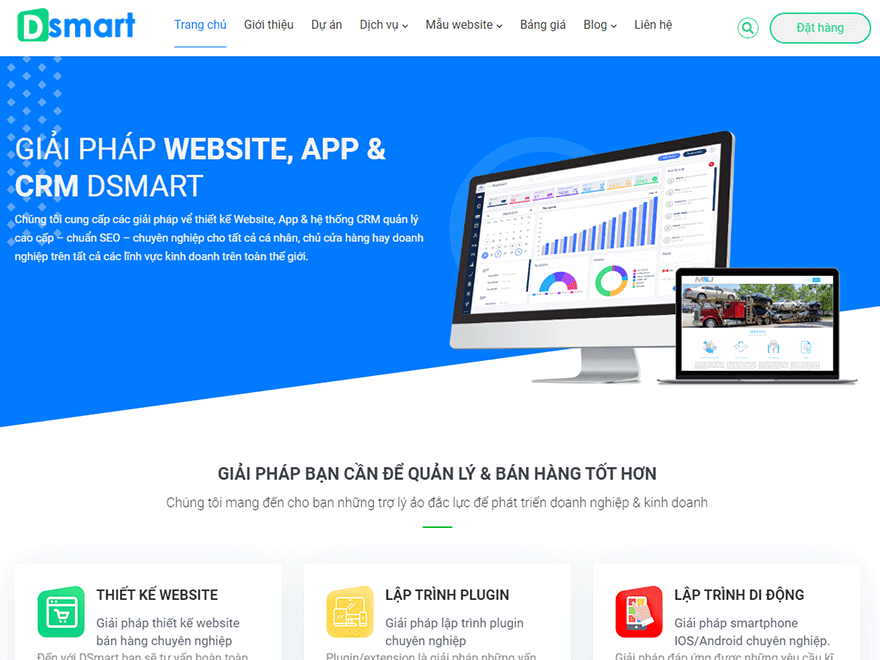 Dsmart
Trang chủ Giới thiệu Dự án Dịch vụ Mẫu website Bảng giá Blog Liên hệ Đặt hàng
GIẢI PHÁP WEBSITE, APP &
CRM DSMART
Chúng tôi cung cấp các giải pháp về thiết kế Website, App & hệ thống CRM quản lý
cao cấp – chuẩn SEO – chuyên nghiệp cho tất cả cá nhân, chủ cửa hàng hay doanh
nghiệp trên tất cả các lĩnh vực kinh doanh trên toàn thế giới.
GIẢI PHÁP BẠN CẦN ĐỂ QUẢN LÝ & BÁN HÀNG TỐT HƠN
Chúng tôi mang đến cho bạn những trợ lý ảo đắc lực để phát triển doanh nghiệp & kinh doanh
THIẾT KẾ WEBSITE
Giải pháp thiết kế website
bán hàng chuyên nghiệp
Đến với DSmart bạn sẽ tư vấn hoàn toàn
LẬP TRÌNH PLUGIN
Giải pháp lập trình plugin
chuyên nghiệp
Plugin/extension là giải pháp những vấn
LẬP TRÌNH DI ĐỘNG
Giải pháp smartphone
IOS/Android chuyên nghiệp.
Giải pháp đáp ứng được những yêu cầu kĩ